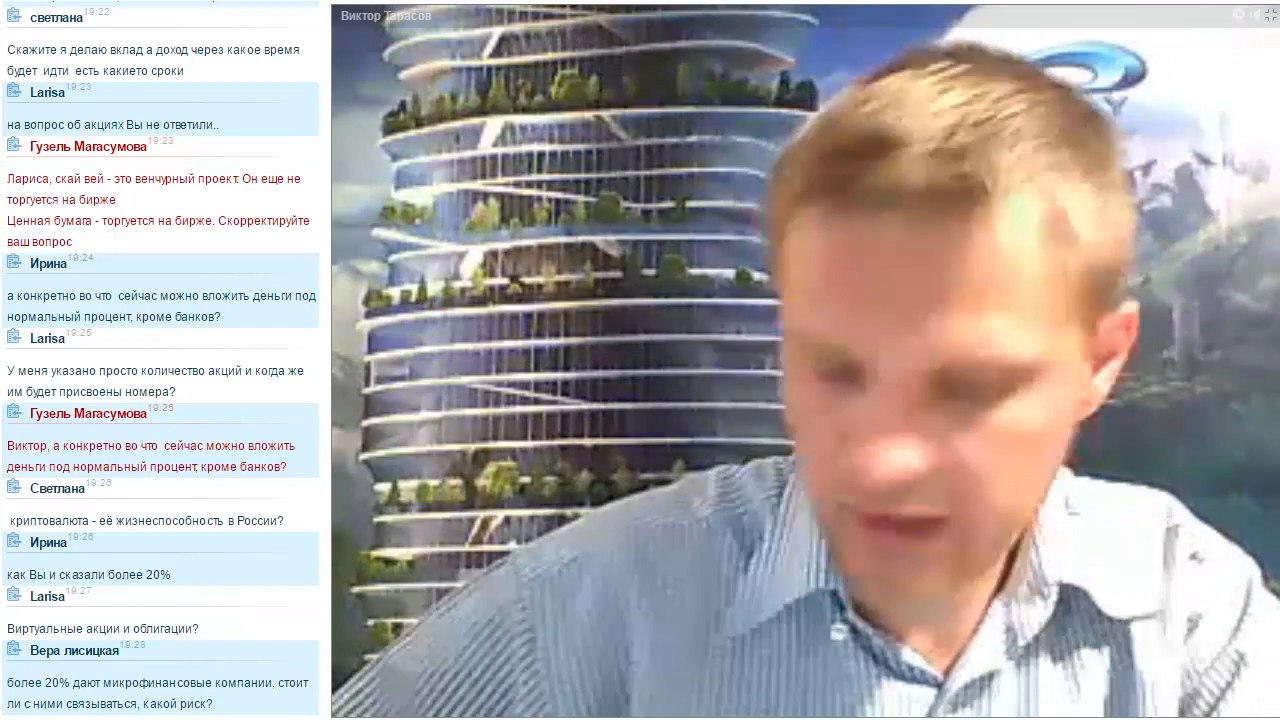 светлана 19:22
Скажите я делаю вклад а доход через какое время
будет идти есть какието сроки
Larisa 19:23
на вопрос об акциях Вы не ответили..
Гузель Магасумова 19:23
Лариса, скай вей - это венчурный проект. Он еще не
торгуется на бирже
Ценная бумага - торгуется на бирже. Скорректируйте
ваш вопрос
Ирина 19:24
а конкретно во что сейчас можно вложить деньги под
нормальный процент, кроме банков?
Larisa 19:25
У меня указано просто количество акций и когда же
им будет присвоены номера?
Гузель Магасумова 19:25
Виктор, а конкретно во что сейчас можно вложить
деньги под нормальный процент, кроме банков?
Светлана 19:26
криптовалюта - её жизнеспособность в России?
Ирина 19:26
как Вы и сказали более 20%
Larisa 19:27
Виртуальные акции и облигации?
Вера лисицкая 19:28
более 20% дают микрофинансовые компании, стоит
ли с ними связываться, какой риск?
Виктор Тарасов